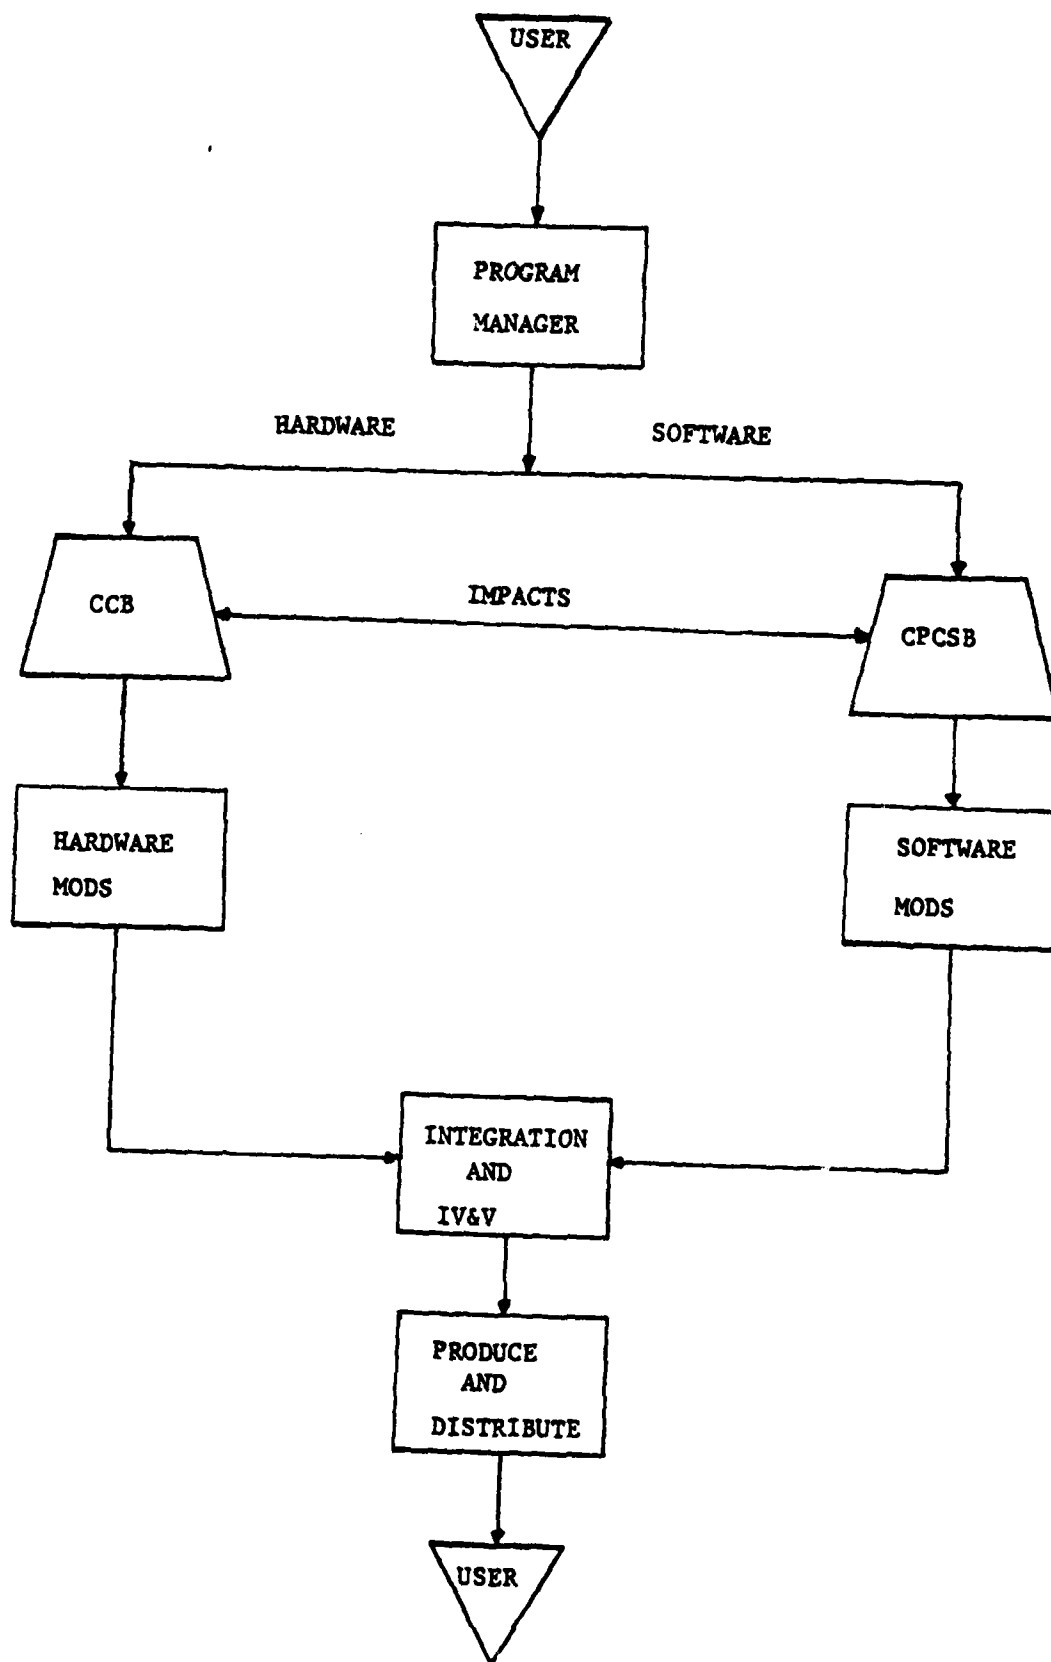 USER
PROGRAM
MANAGER
HARDWARE
SOFTWARE
CCB
IMPACTS
CPCSB
HARDWARE
MODS
SOFTWARE
MODS
INTEGRATION
AND
IV&V
PRODUCE
AND
DISTRIBUTE
USER